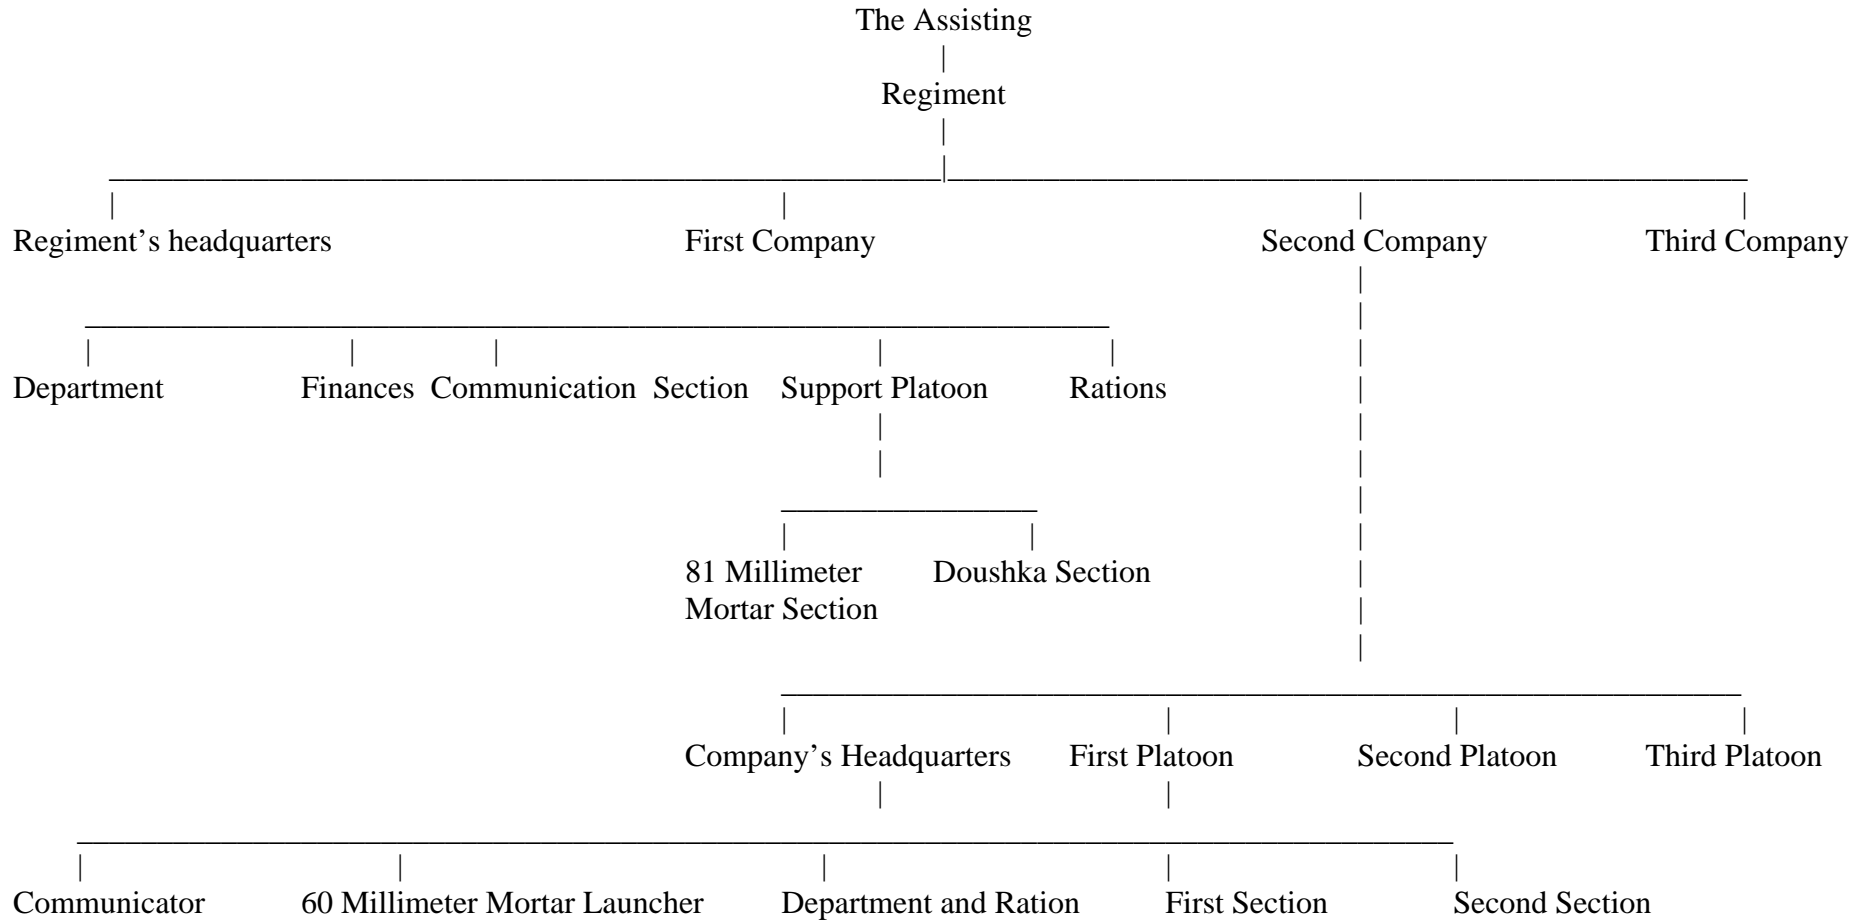 The Assisting
Regiment
Regiment’s headquarters First Company Second Company Third Company
Department Finances Communication Section Support Platoon Rations
81 Millimeter Doushka Section
Mortar Section
Company’s Headquarters First Platoon Second Platoon Third Platoon
Communicator 60 Millimeter Mortar Launcher Department and Ration First Section Second Section